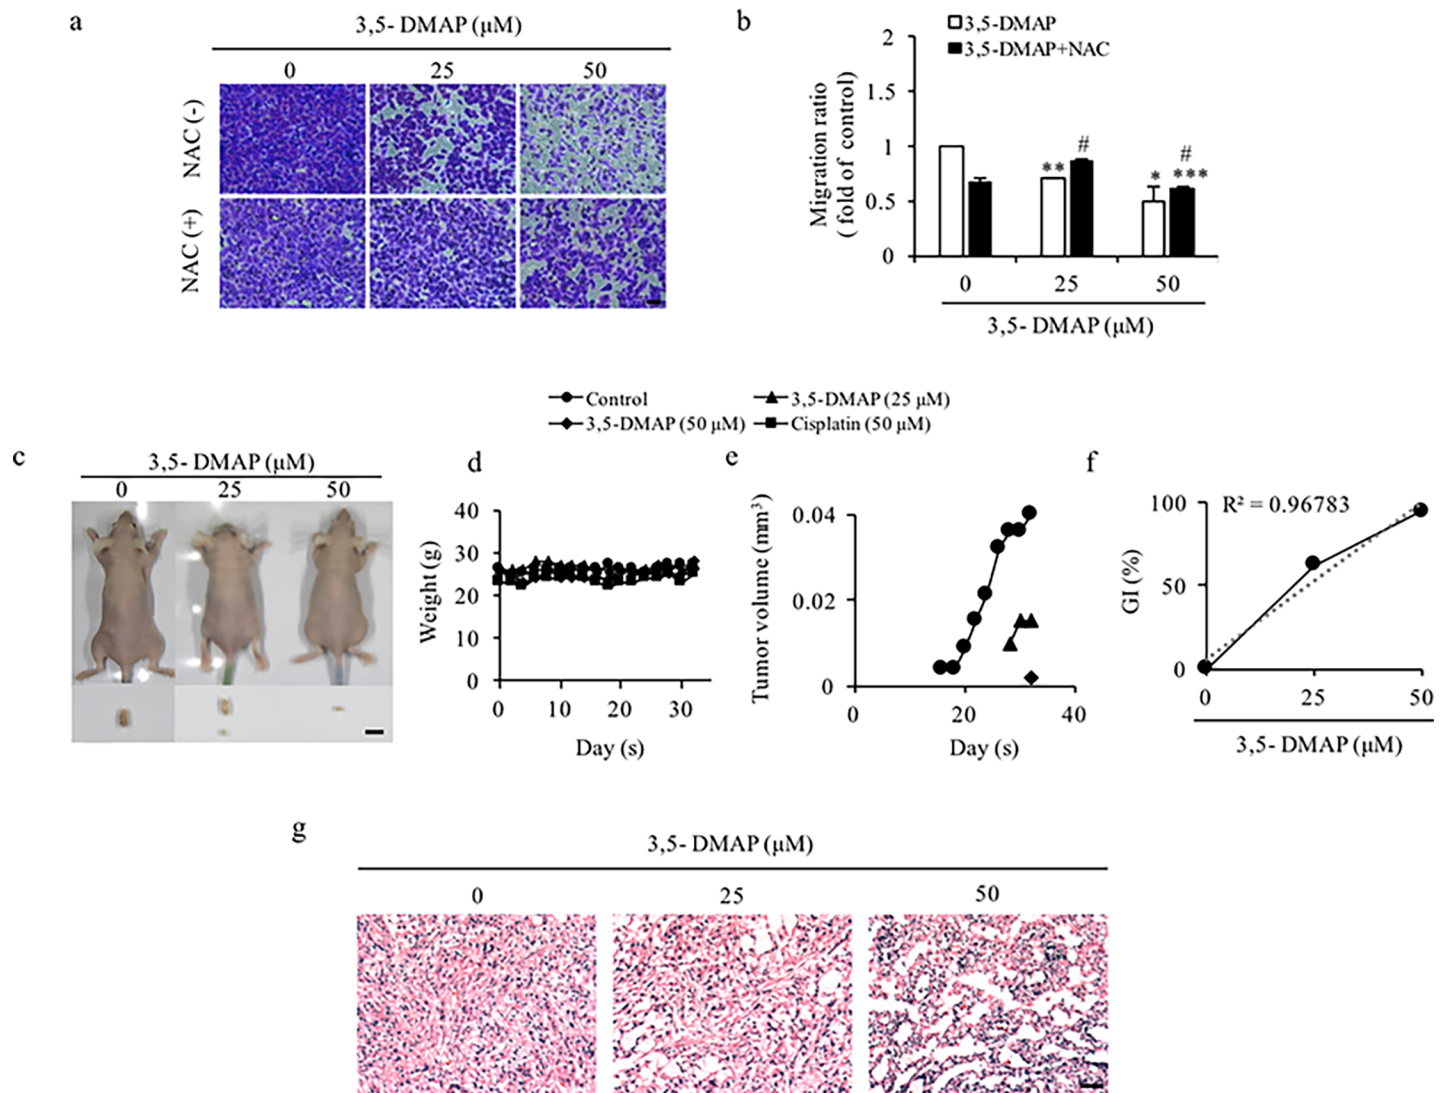 a
3,5- DMAP (μM)
0 25 50
NAC (-)
NAC (+)
b
3,5-DMAP
3,5-DMAP+NAC
Migration ratio
( fold of control)
2
1.5
1
0.5
0
** # * # ***
0 25 50
3,5- DMAP (μM)
Control
3,5-DMAP (25 μM)
3,5-DMAP (50 μM)
Cisplatin (50 μM)
c
3,5- DMAP (μM)
0 25 50
d
Weight (g)
40
30
20
10
0
0 10 20 30
Day (s)
e
Tumor volume (mm³)
0.04
0.02
0
0 20 40
Day (s)
f
R² = 0.96783
GI (%)
100
50
0
0 25 50
3,5- DMAP (μM)
g
3,5- DMAP (μM)
0 25 50